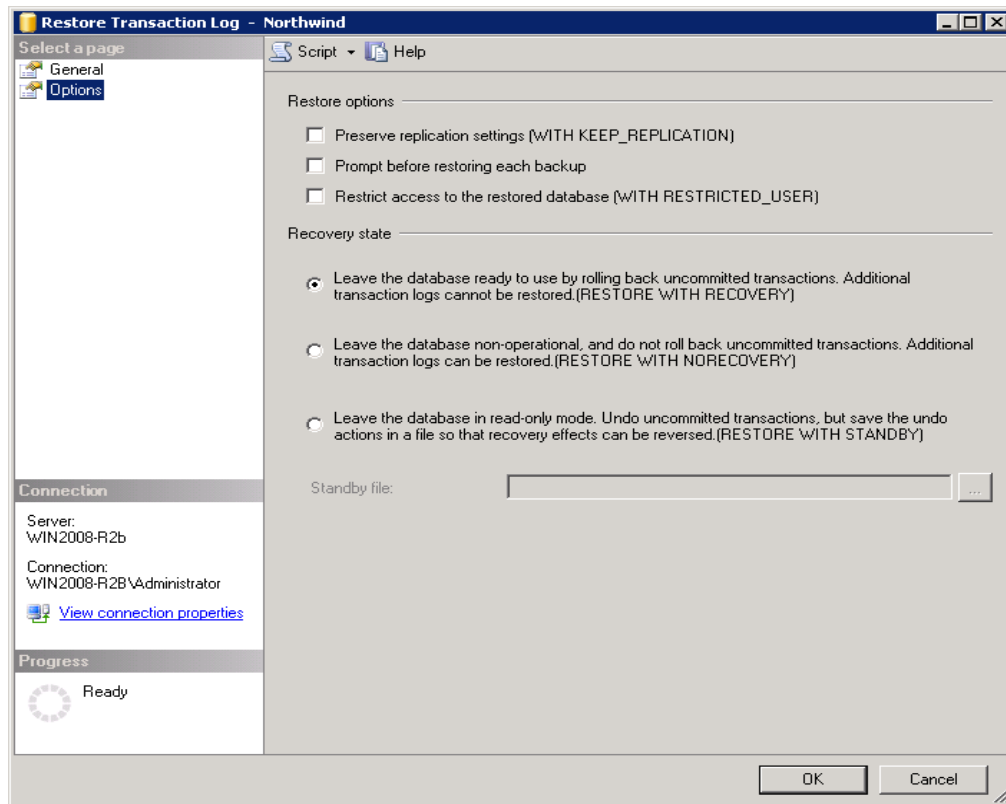 Restore Transaction Log - Northwind
Select a page
General
Options
Script
Help
Restore options
Preserve replication settings (WITH KEEP_REPLICATION)
Prompt before restoring each backup
Restrict access to the restored database (WITH RESTRICTED_USER)
Recovery state
Leave the database ready to use by rolling back uncommitted transactions. Additional
transaction logs cannot be restored.(RESTORE WITH RECOVERY)
Leave the database non-operational, and do not roll back uncommitted transactions. Additional
transaction logs can be restored.(RESTORE WITH NORECOVERY)
Leave the database in read-only mode. Undo uncommitted transactions, but save the undo
actions in a file so that recovery effects can be reversed.(RESTORE WITH STANDBY)
Standby file:
...
Connection
Server:
WIN2008-R2b
Connection:
WIN2008-R2B\Administrator
View connection properties
Progress
Ready
OK
Cancel